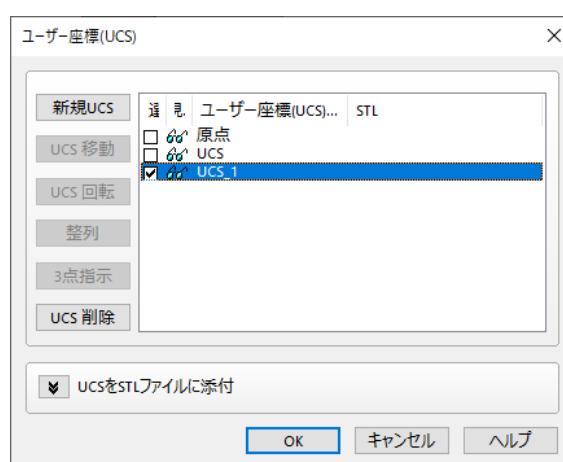 ユーザー座標(UCS)
新規UCS
UCS 移動
UCS 回転
整列
3点指示
UCS 削除
ユーザー座標(UCS)... STL
原点
UCS
UCS_1
UCSをSTLファイルに添付
OK キャンセル ヘルプ